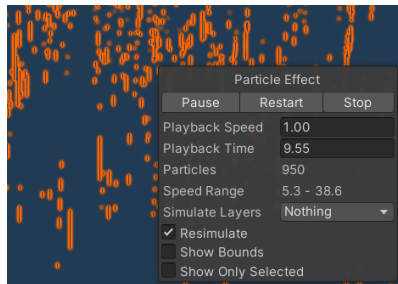 Particle Effect
Pause Restart Stop
Playback Speed 1.00
Playback Time 9.55
Particles 950
Speed Range 5.3 - 38.6
Simulate Layers Nothing
Resimulate
Show Bounds
Show Only Selected